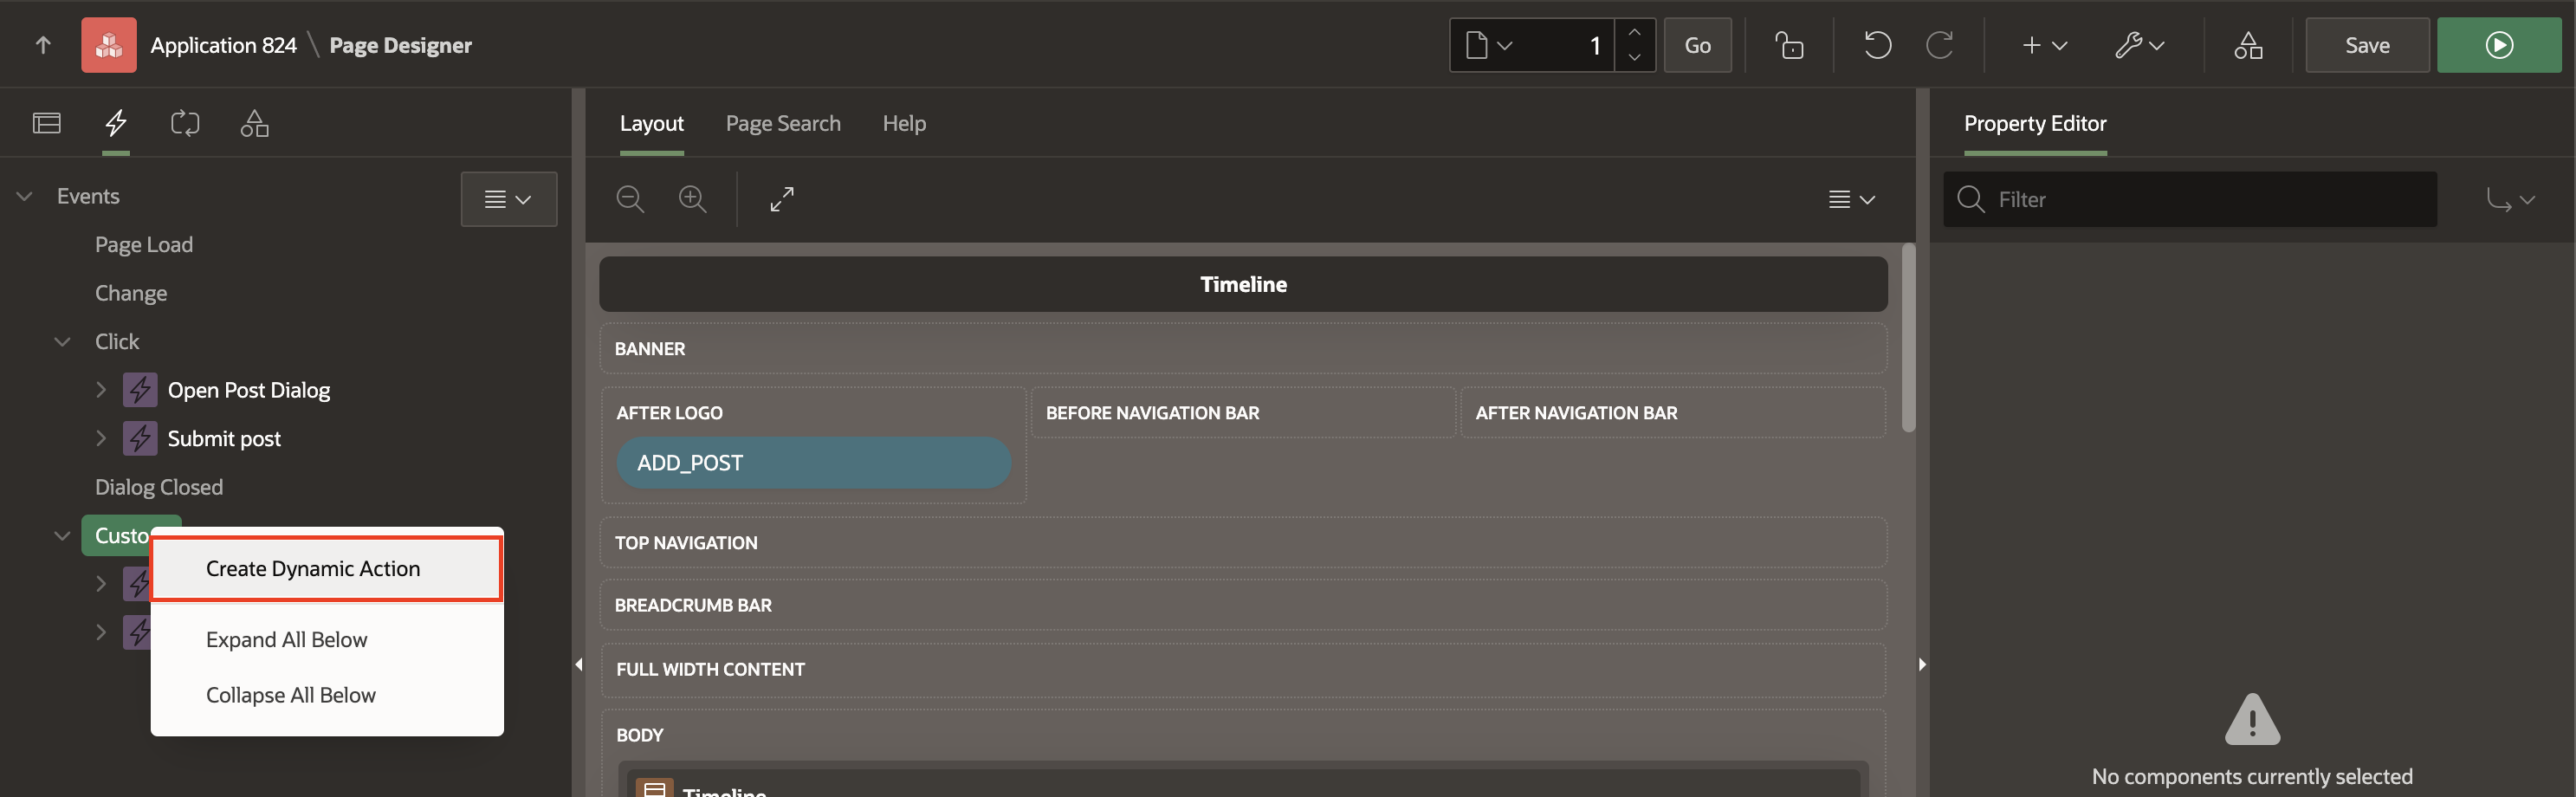 Application 824 \ Page Designer
1
Go
Save
Layout
Page Search
Help
Property Editor
Events
Filter
Page Load
Change
Click
Open Post Dialog
Submit post
Dialog Closed
Create Dynamic Action
Expand All Below
Collapse All Below
Timeline
BANNER
AFTER LOGO
BEFORE NAVIGATION BAR
AFTER NAVIGATION BAR
ADD_POST
TOP NAVIGATION
BREADCRUMB BAR
FULL WIDTH CONTENT
BODY
Timeline
No components currently selected